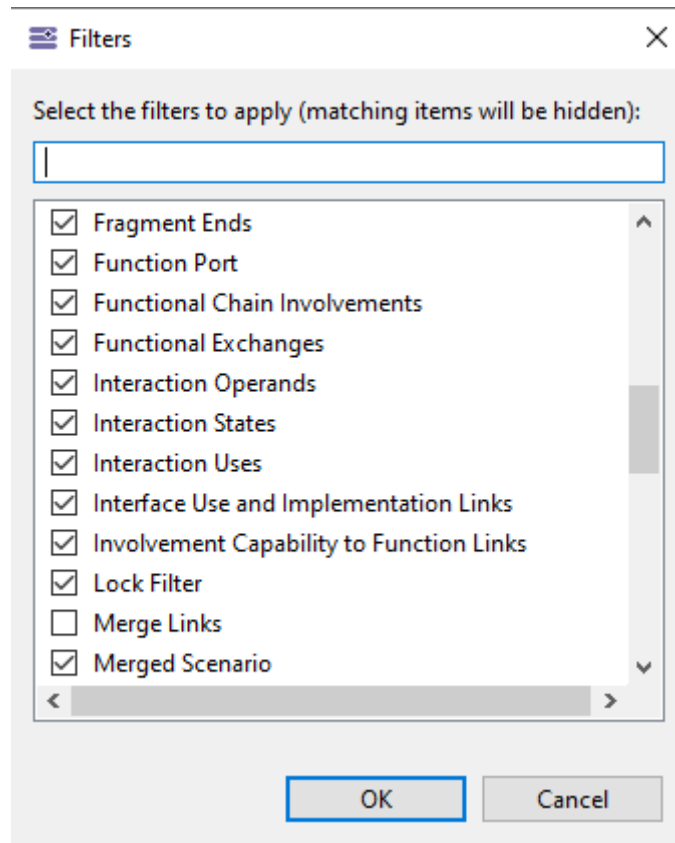 Filters
Select the filters to apply (matching items will be hidden):
Fragment Ends
Function Port
Functional Chain Involvements
Functional Exchanges
Interaction Operands
Interaction States
Interaction Uses
Interface Use and Implementation Links
Involvement Capability to Function Links
Lock Filter
Merge Links
Merged Scenario
OK Cancel